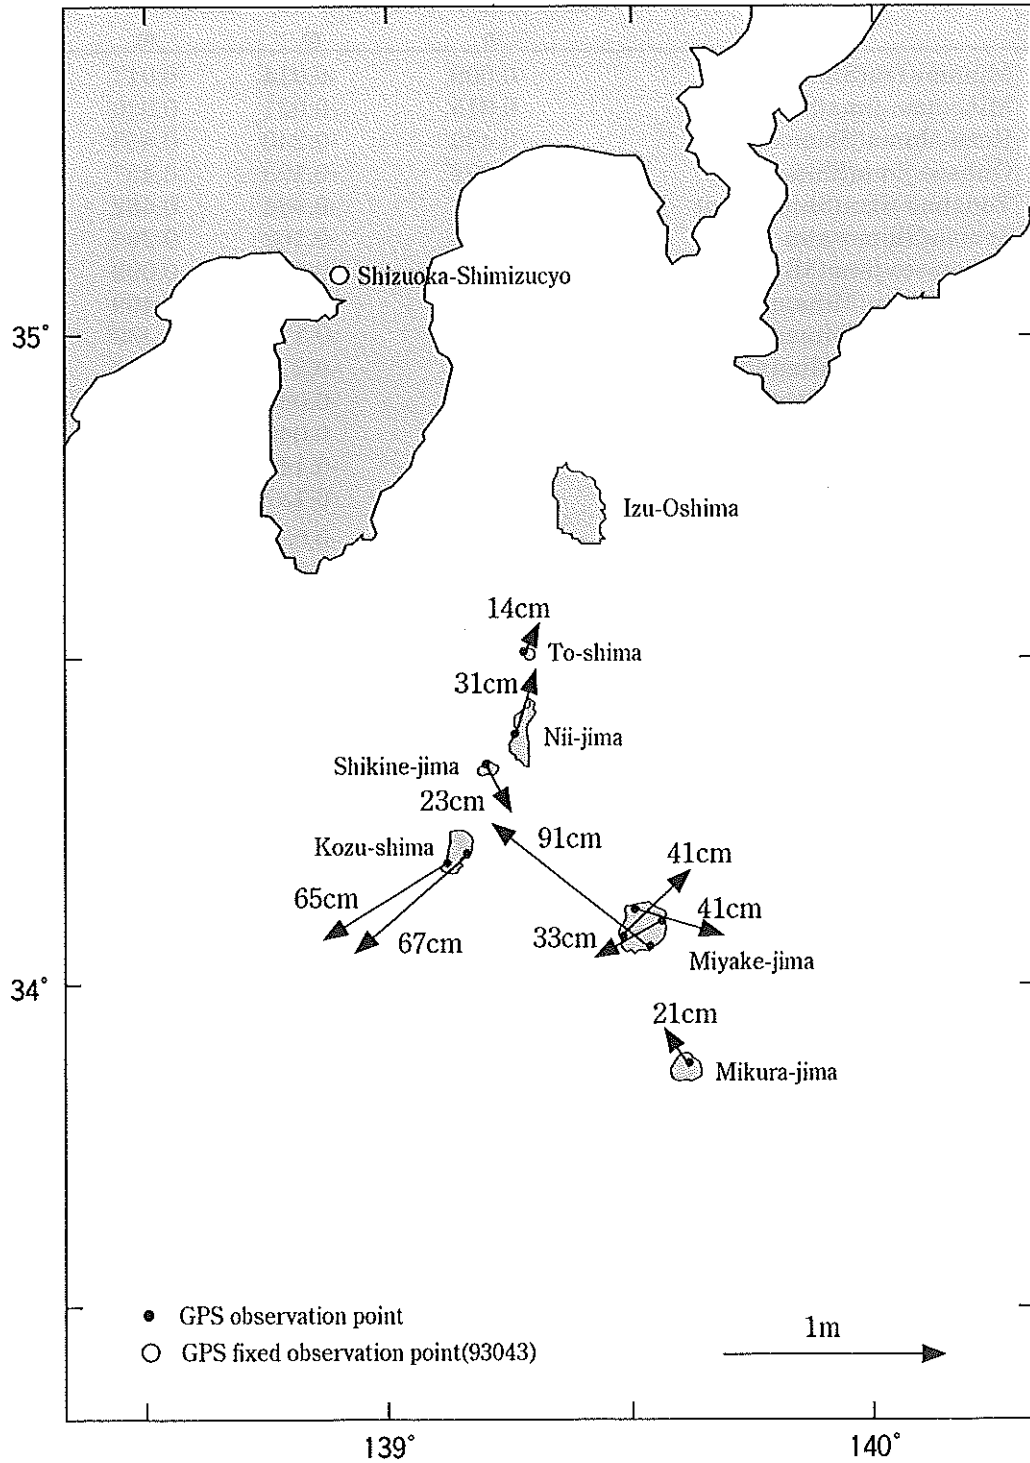 Shizuoka-Shimizucyo
35°
Izu-Oshima
14cm
To-shima
31cm
Nii-jima
Shikine-jima
23cm
91cm
Kozu-shima
41cm
65cm
41cm
67cm
33cm
Miyake-jima
34°
21cm
Mikura-jima
GPS observation point
1m
GPS fixed observation point(93043)
139°
140°